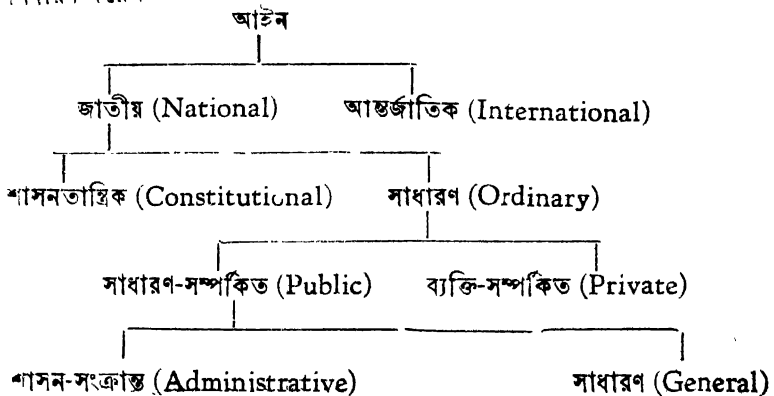 আইন
জাতীয় (National) আন্তর্জাতিক (International)
শাসনতান্ত্রিক (Constitutional) সাধারণ (Ordinary)
সাধারণ-সম্পর্কিত (Public) ব্যক্তি-সম্পর্কিত (Private)
শাসন-সংক্রান্ত (Administrative) সাধারণ (General)